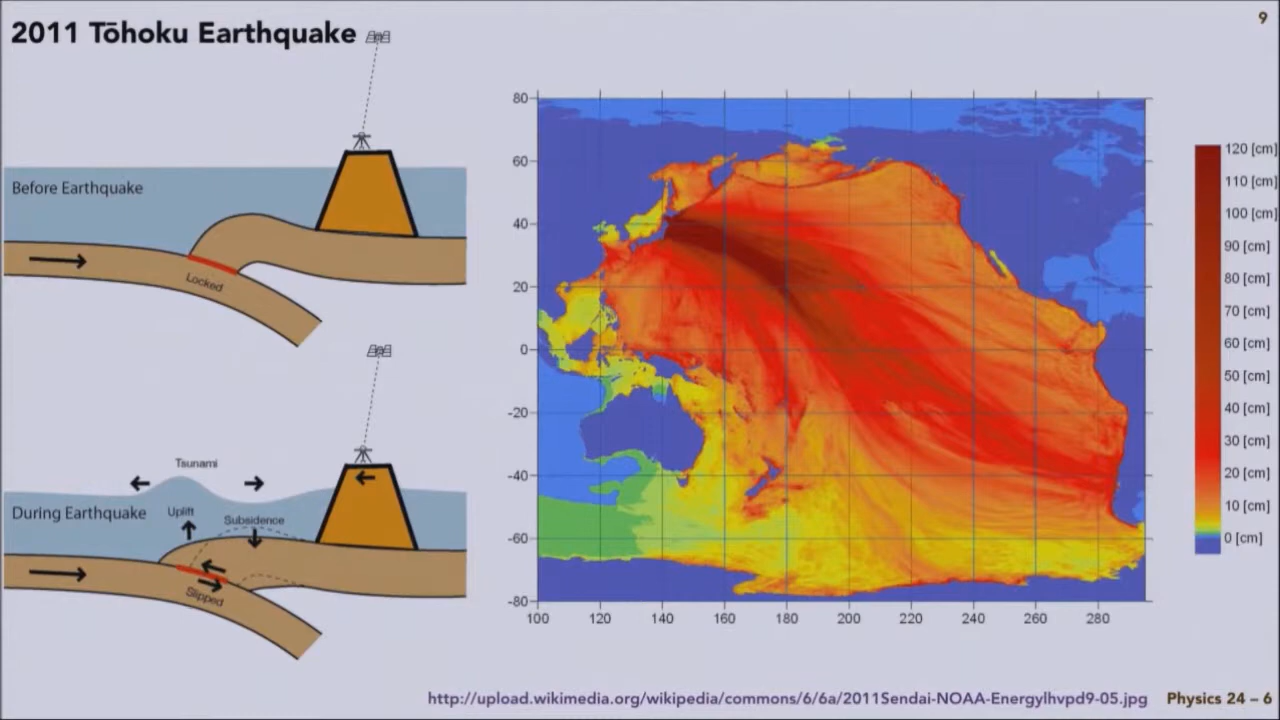 2011 Tōhoku Earthquake
9
Before Earthquake
Locked
Tsunami
Uplift
Subsidence
During Earthquake
Slipped
80
60
40
20
0
-20
-40
-60
-80
100
120
140
160
180
200
220
240
260
280
120 [cm]
110 [cm]
100 [cm]
90 [cm]
80 [cm]
70 [cm]
60 [cm]
50 [cm]
40 [cm]
30 [cm]
20 [cm]
10 [cm]
0 [cm]
http://upload.wikimedia.org/wikipedia/commons/6/6a/2011Sendai-NOAA-Energylhvpd9-05.jpg
Physics 24 – 6